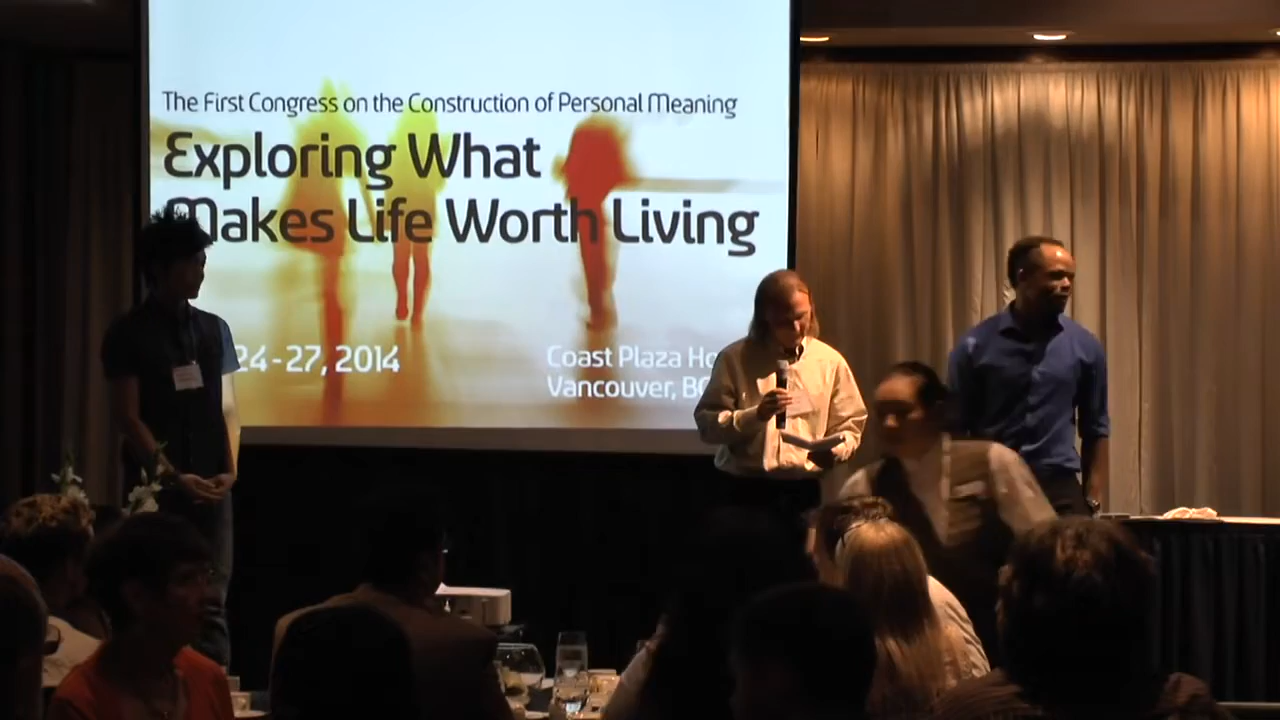 The First Congress on the Construction of Personal Meaning
Exploring What
Makes Life Worth Living
24-27, 2014
Coast Plaza
Vancouver,